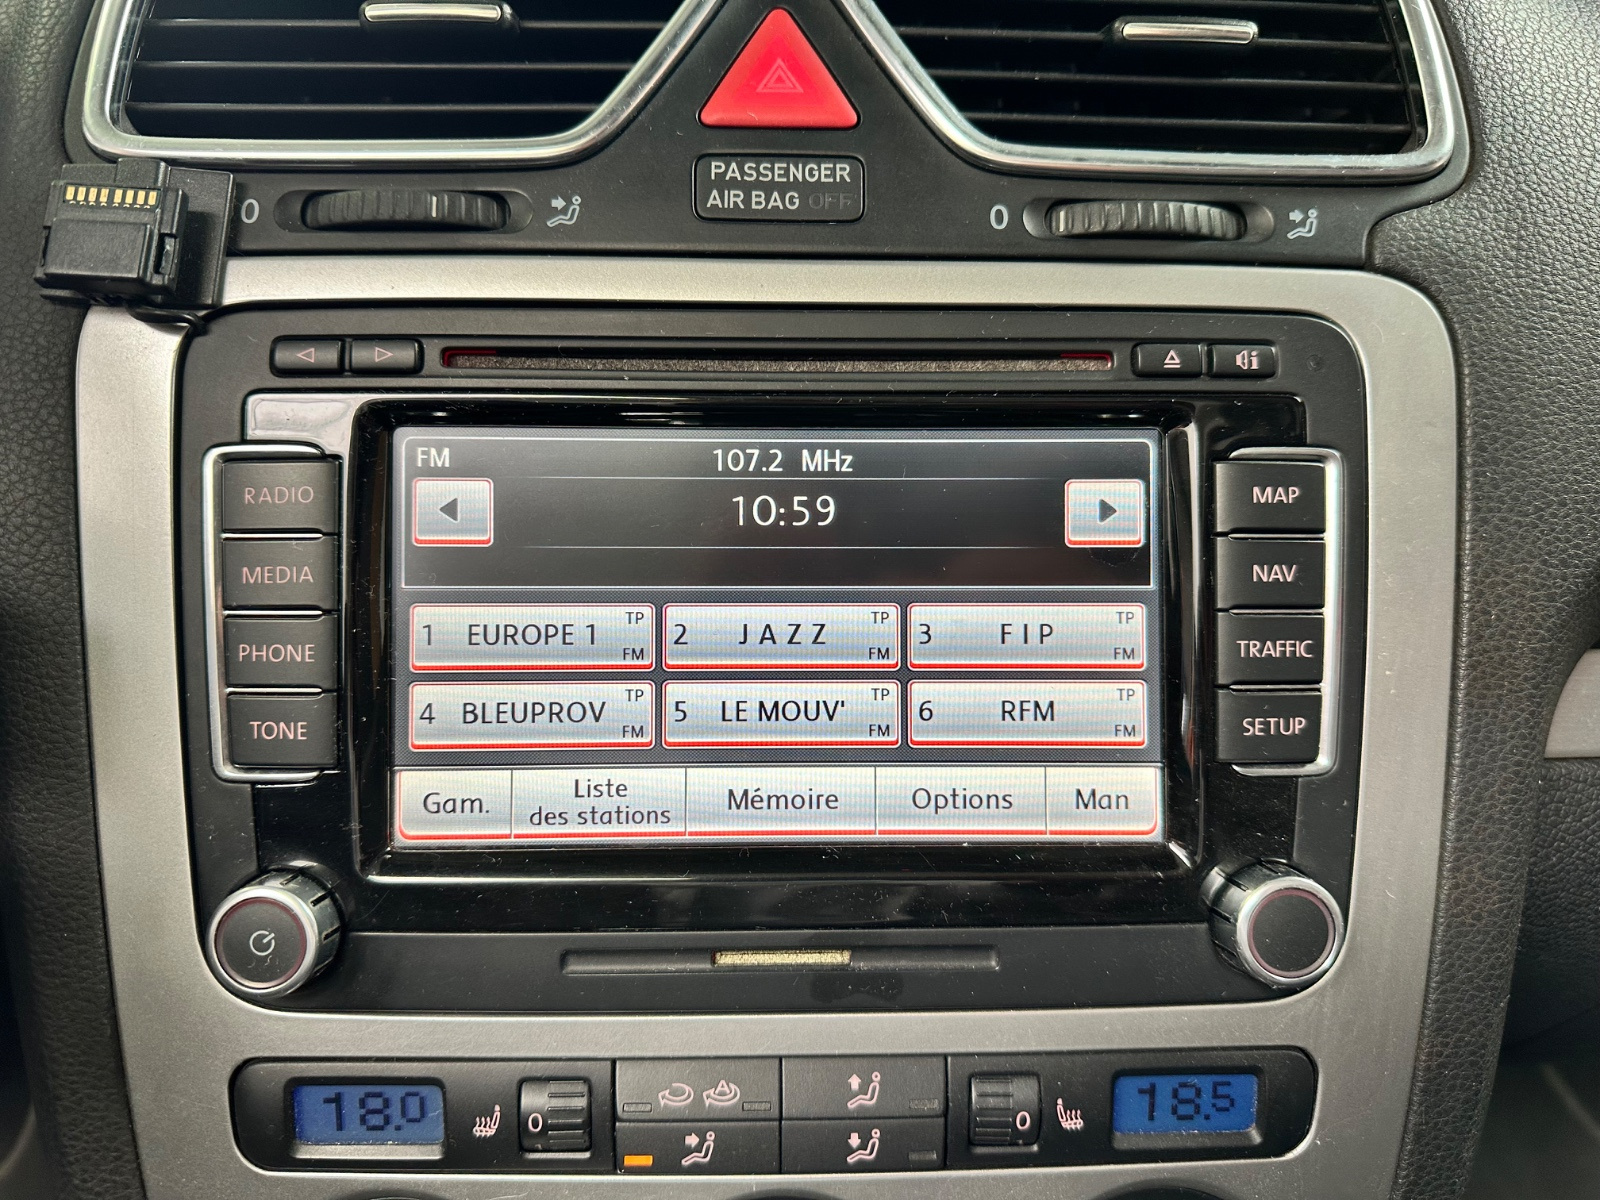 PASSENGER
AIR BAG OFF
0
0
FM 107.2 MHz
10:59
RADIO
MEDIA
PHONE
TONE
MAP
NAV
TRAFFIC
SETUP
1 EUROPE 1 TP FM
2 J A Z Z TP FM
3 F I P TP FM
4 BLEUPROV TP FM
5 LE MOUV' TP FM
6 RFM TP FM
Gam.
Liste
des stations
Mémoire
Options
Man
18.0
0
A
0
18.5